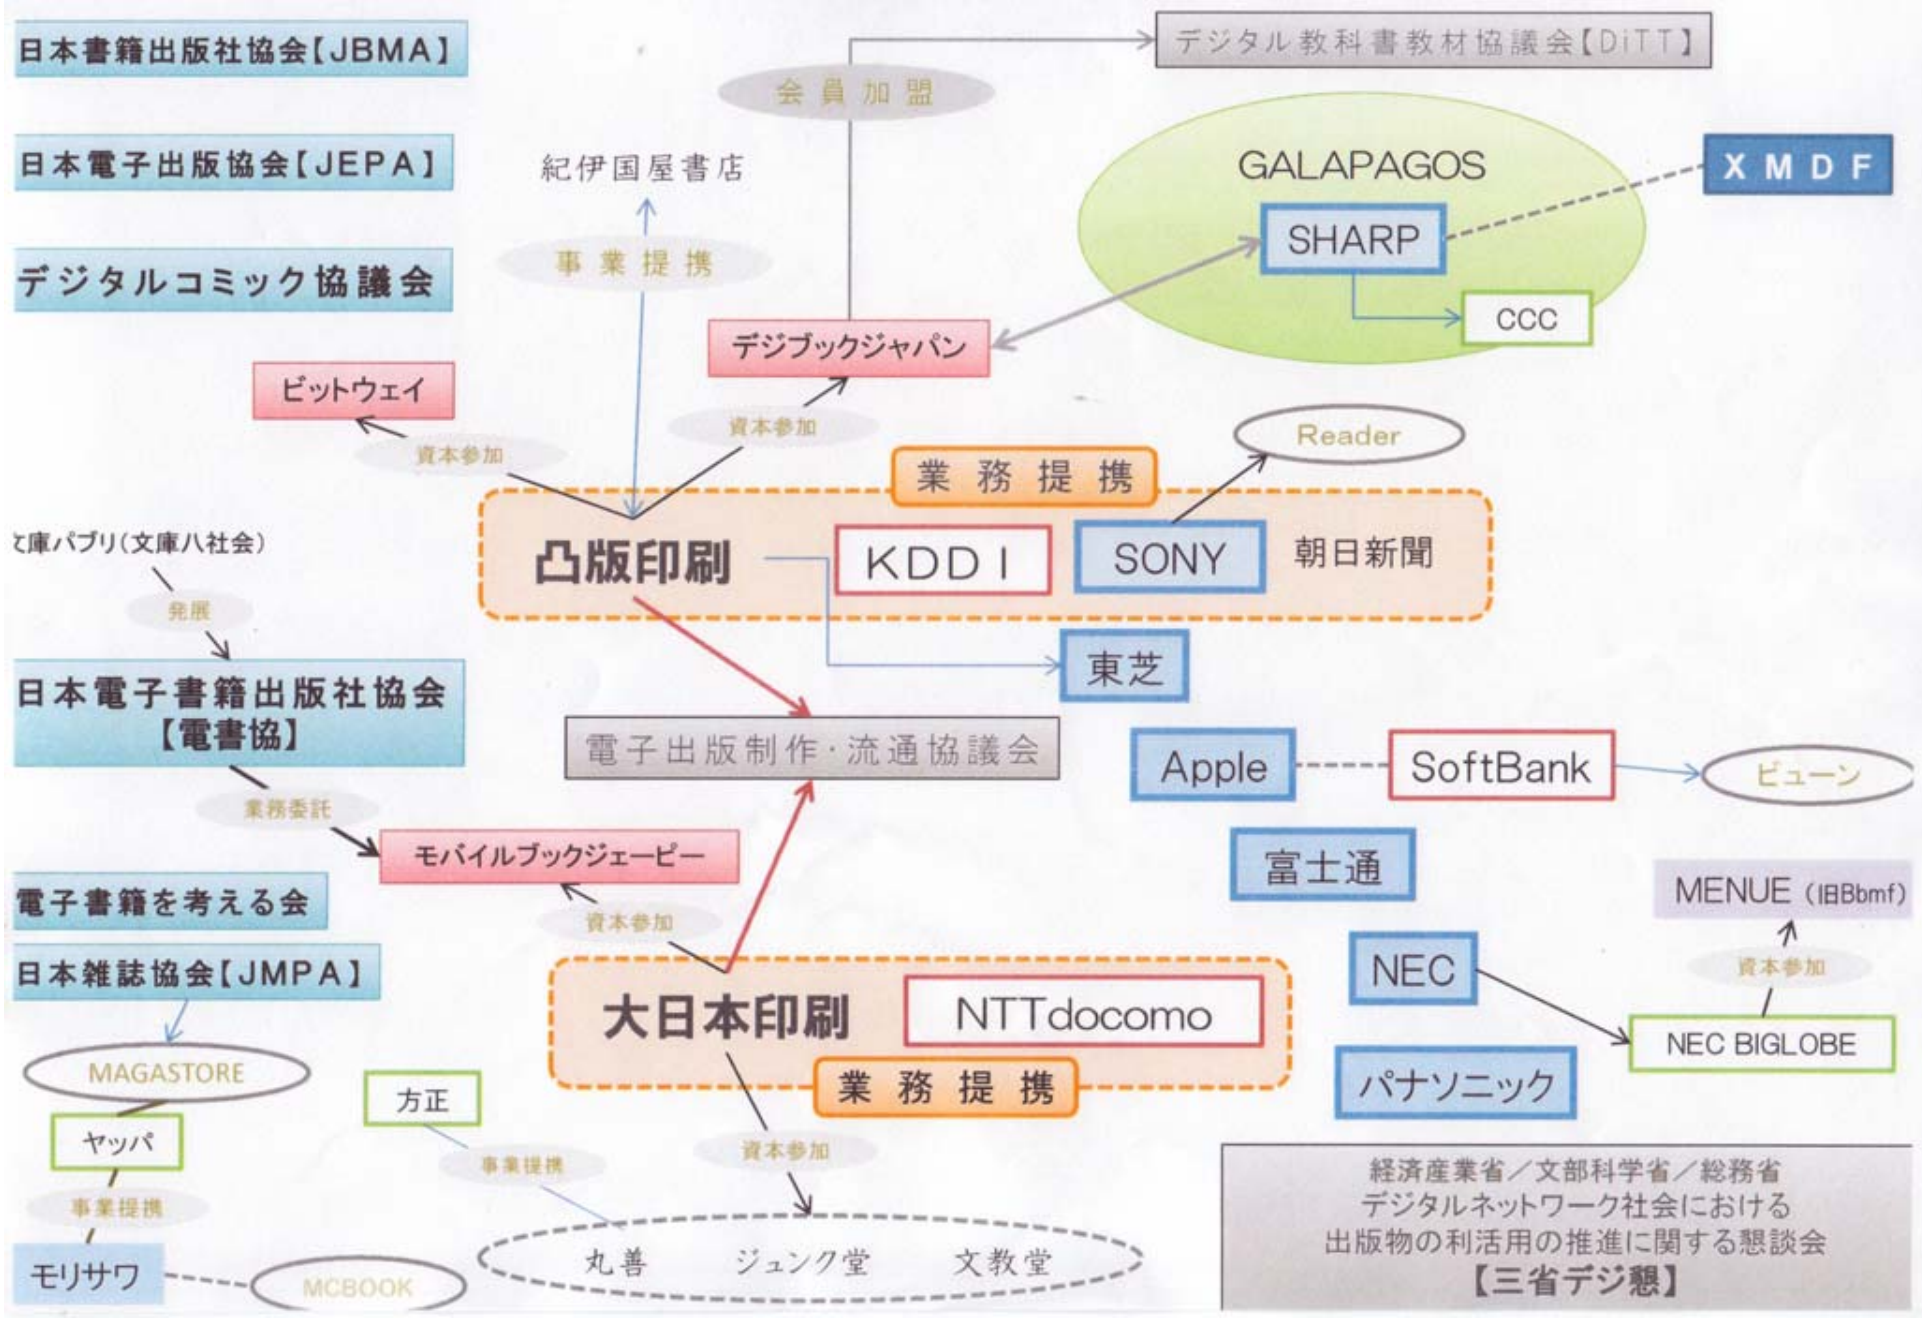 日本書籍出版社協会【JBMA】
デジタル教科書教材協議会【DiTT】
会員加盟
日本電子出版協会【JEPA】
紀伊国屋書店
GALAPAGOS
XMDF
SHARP
事業提携
デジタルコミック協議会
CCC
デジブックジャパン
ビットウェイ
資本参加
資本参加
Reader
業務提携
文庫パブリ(文庫八社会)
凸版印刷
KDDI
SONY
朝日新聞
発展
東芝
日本電子書籍出版社協会
【電書協】
電子出版制作・流通協議会
Apple
SoftBank
ビューン
業務委託
モバイルブックジェーピー
富士通
MENUE (旧Bbmf)
電子書籍を考える会
資本参加
日本雑誌協会【JMPA】
NEC
資本参加
大日本印刷
NTTdocomo
NEC BIGLOBE
MAGASTORE
方正
業務提携
パナソニック
ヤッパ
事業提携
資本参加
事業提携
経済産業省／文部科学省／総務省
デジタルネットワーク社会における
出版物の利活用の推進に関する懇談会
【三省デジ懇】
丸善 ジュンク堂 文教堂
モリサワ
MCBOOK